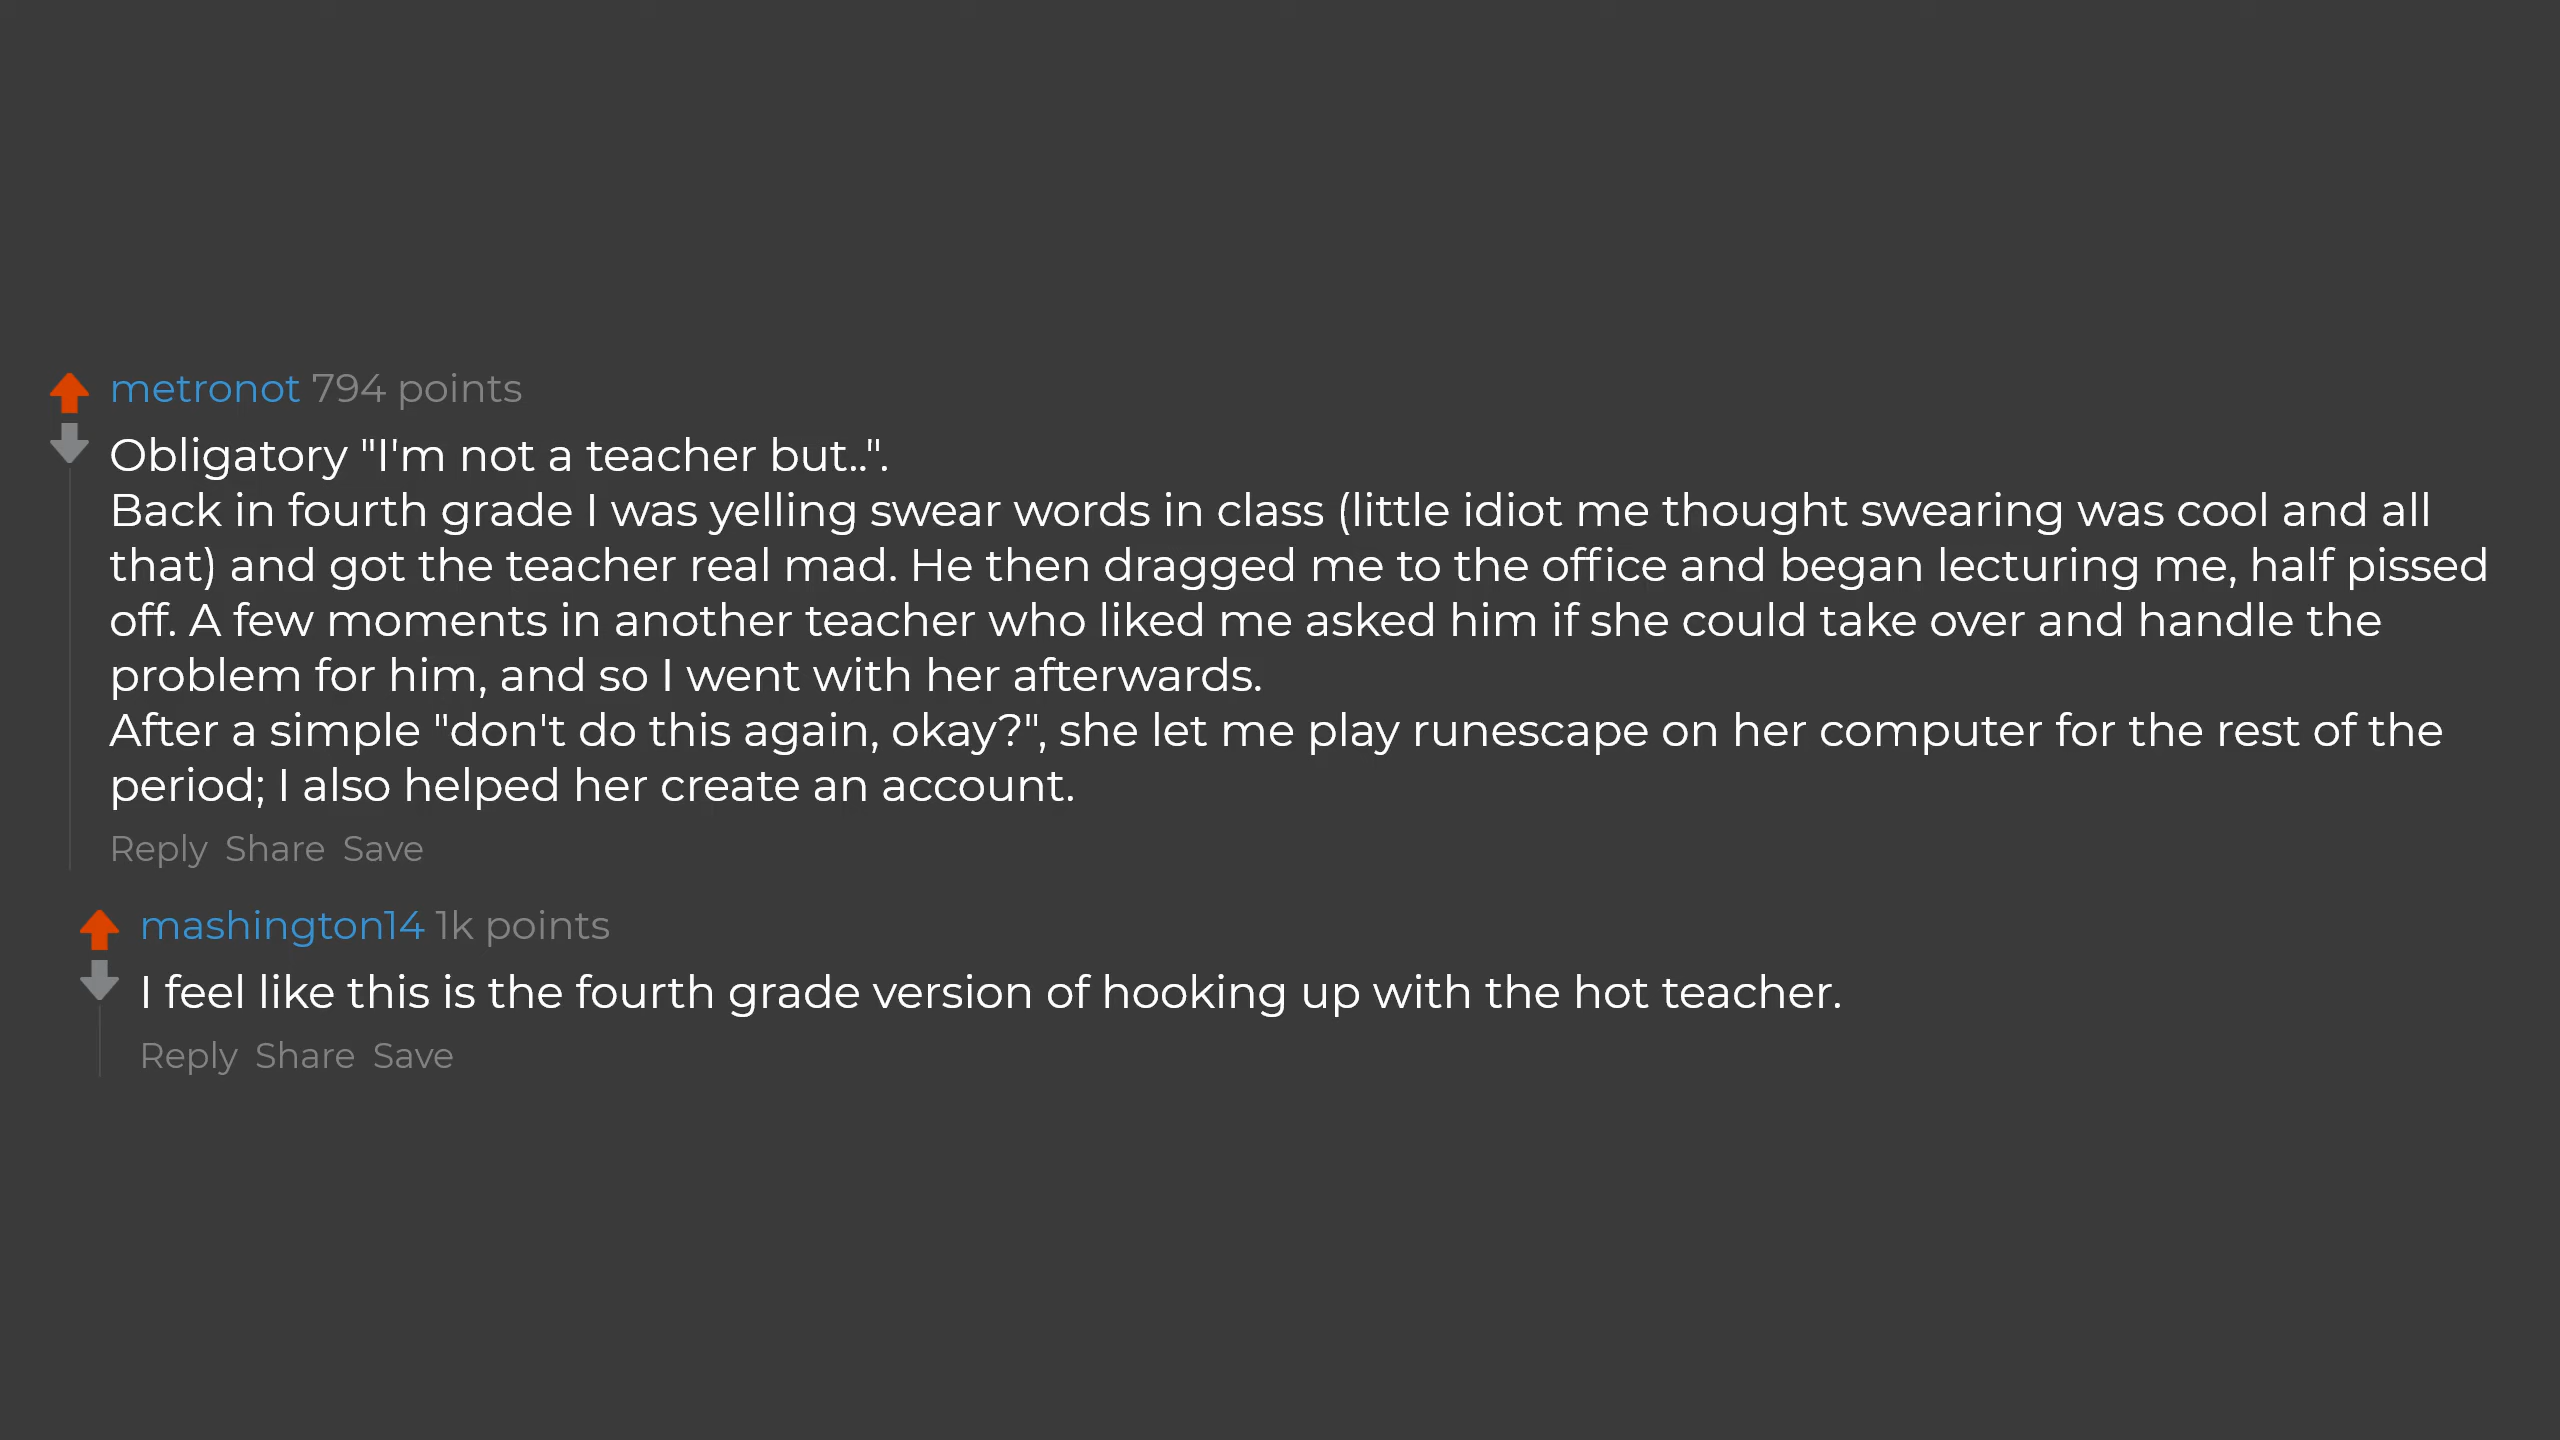 metronot 794 points
Obligatory "I'm not a teacher but..".
Back in fourth grade I was yelling swear words in class (little idiot me thought swearing was cool and all
that) and got the teacher real mad. He then dragged me to the office and began lecturing me, half pissed
off. A few moments in another teacher who liked me asked him if she could take over and handle the
problem for him, and so I went with her afterwards.
After a simple "don't do this again, okay?", she let me play runescape on her computer for the rest of the
period; I also helped her create an account.
Reply Share Save
mashington14 1k points
I feel like this is the fourth grade version of hooking up with the hot teacher.
Reply Share Save